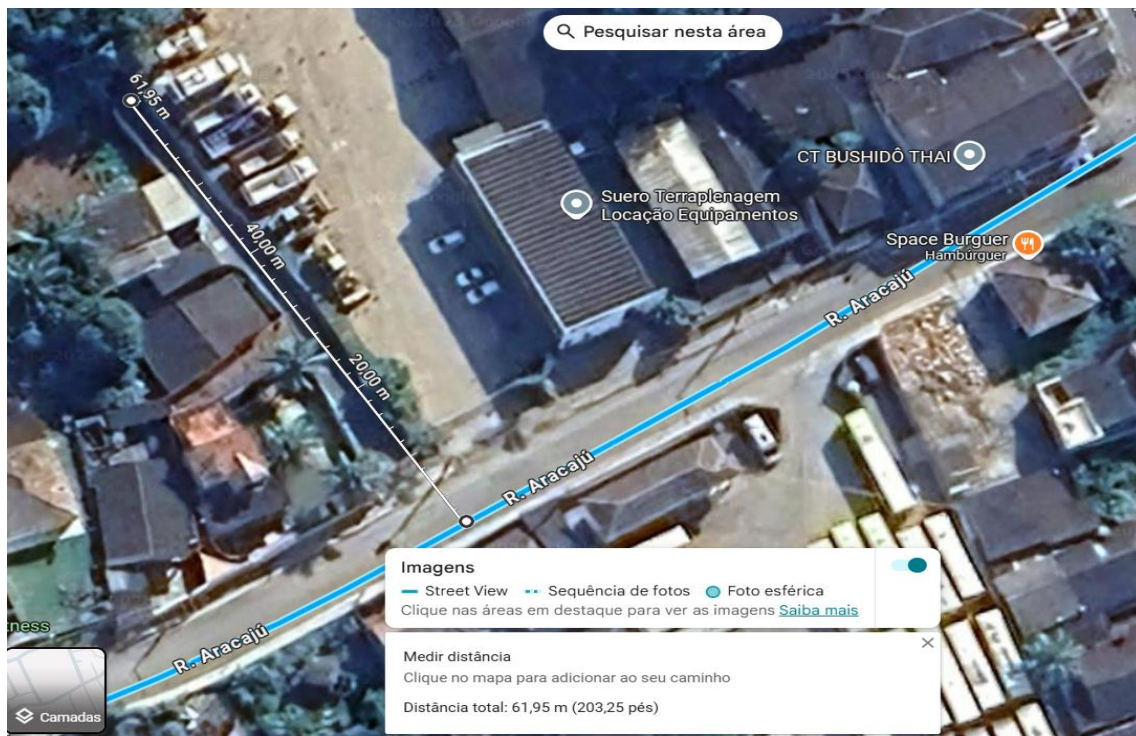 Pesquisar nesta área
61,95 m
CT BUSHIDÔ THAI
Suero Terraplenagem
Locação Equipamentos
40,00 m
Space Burguer
Hambúrguer
R. Aracajú
20,00 m
R. Aracajú
Imagens
Street View
Sequência de fotos
Foto esférica
Clique nas áreas em destaque para ver as imagens Saiba mais
ness
R. Aracajú
Medir distância
Clique no mapa para adicionar ao seu caminho
Distância total: 61,95 m (203,25 pés)
Camadas